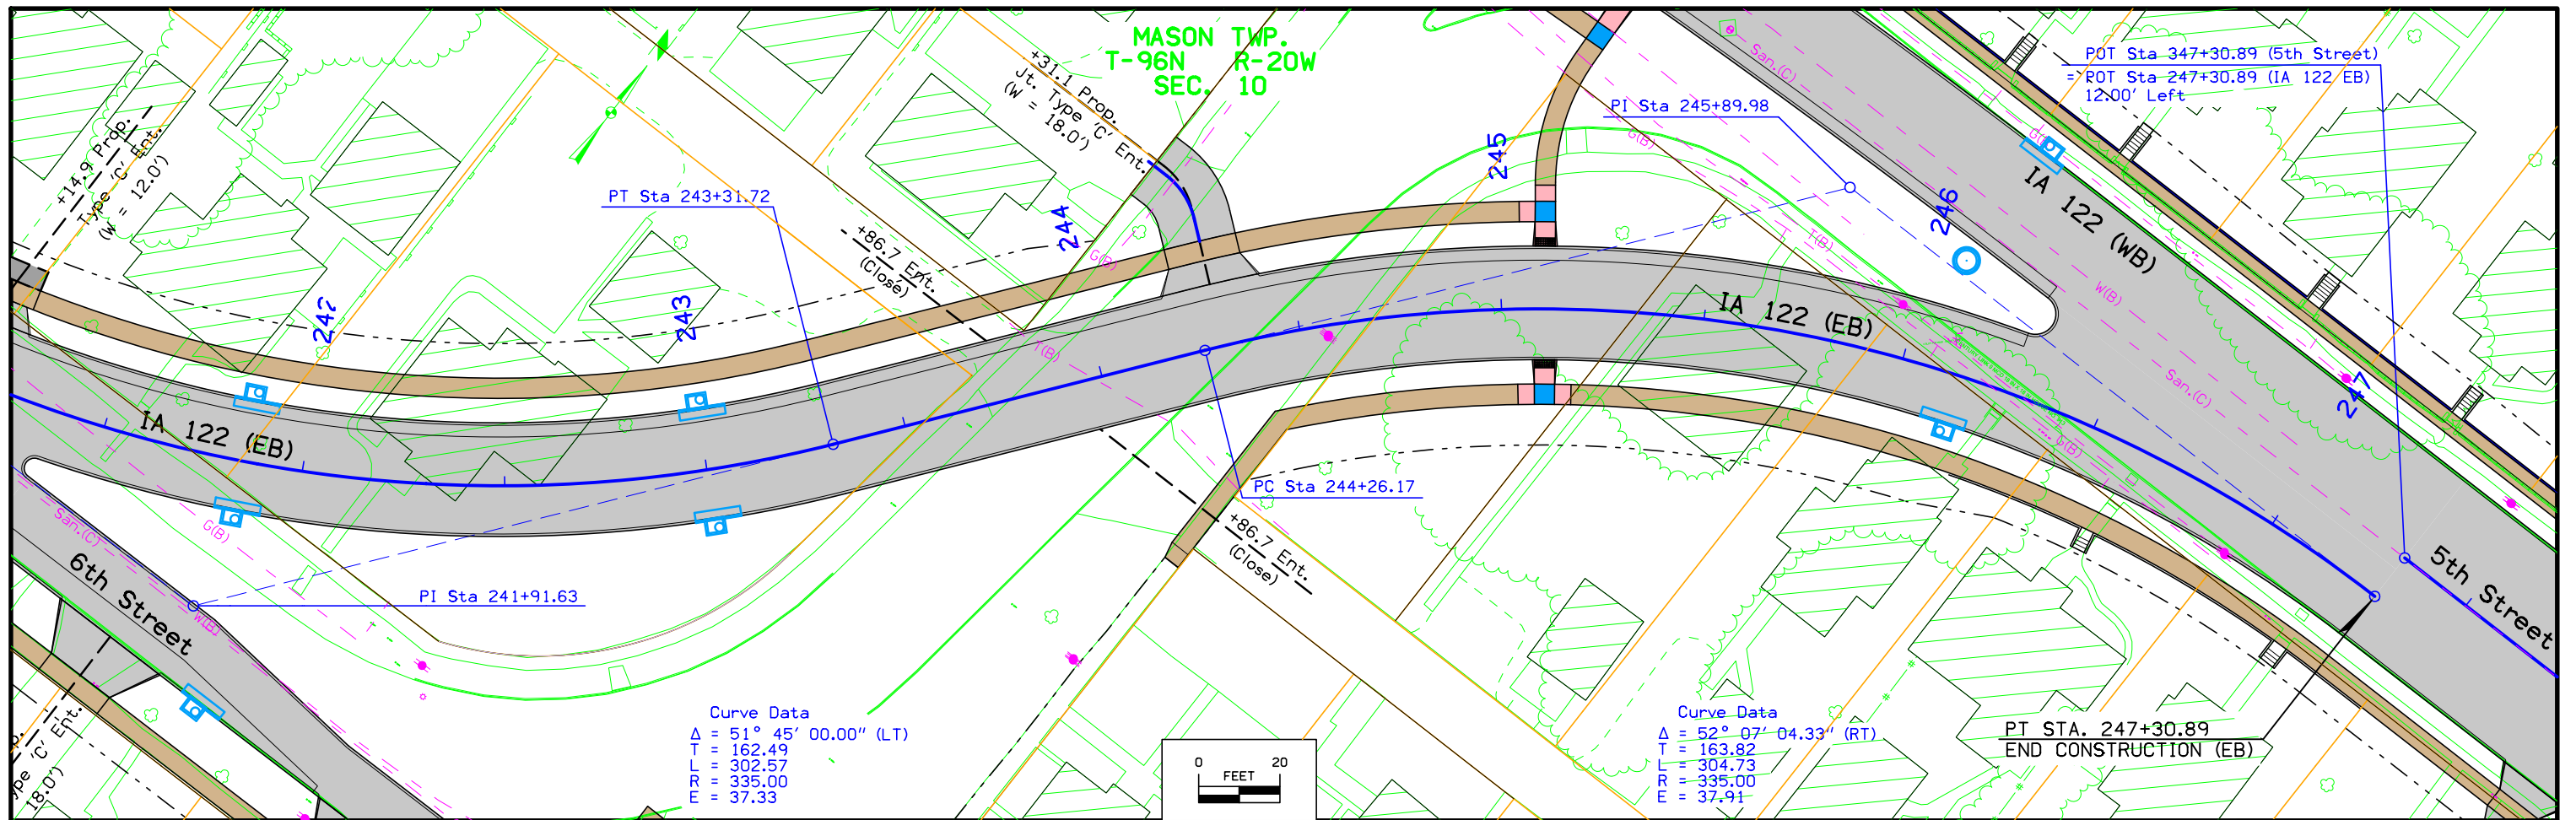 MASON TWP.
T-96N R-20W
SEC. 10
+31.1 Prop.
Jt. Type 'C' Ent.
(W = 18.0')
+14.9 Prop.
Type 'C' Ent.
(W = 12.0')
POT Sta 347+30.89 (5th Street)
= POT Sta 247+30.89 (IA 122 EB)
12.00' Left
PI Sta 245+89.98
PT Sta 243+31.72
+86.7 Ent.
(Close)
242
243
244
245
246
247
San.(C)
G(B)
G(B)
G(B)
T(B)
T(B)
W(B)
San.(C)
G(B)
IA 122 (WB)
IA 122 (EB)
IA 122 (EB)
PC Sta 244+26.17
+86.7 Ent.
(Close)
PI Sta 241+91.63
San.(C)
G(B)
W(B)
6th Street
5th Street
ype 'C' Ent.
18.0')
Curve Data
Δ = 51° 45' 00.00" (LT)
T = 162.49
L = 302.57
R = 335.00
E = 37.33
0 20
FEET
Curve Data
Δ = 52° 07' 04.33" (RT)
T = 163.82
L = 304.73
R = 335.00
E = 37.91
PT STA. 247+30.89
END CONSTRUCTION (EB)